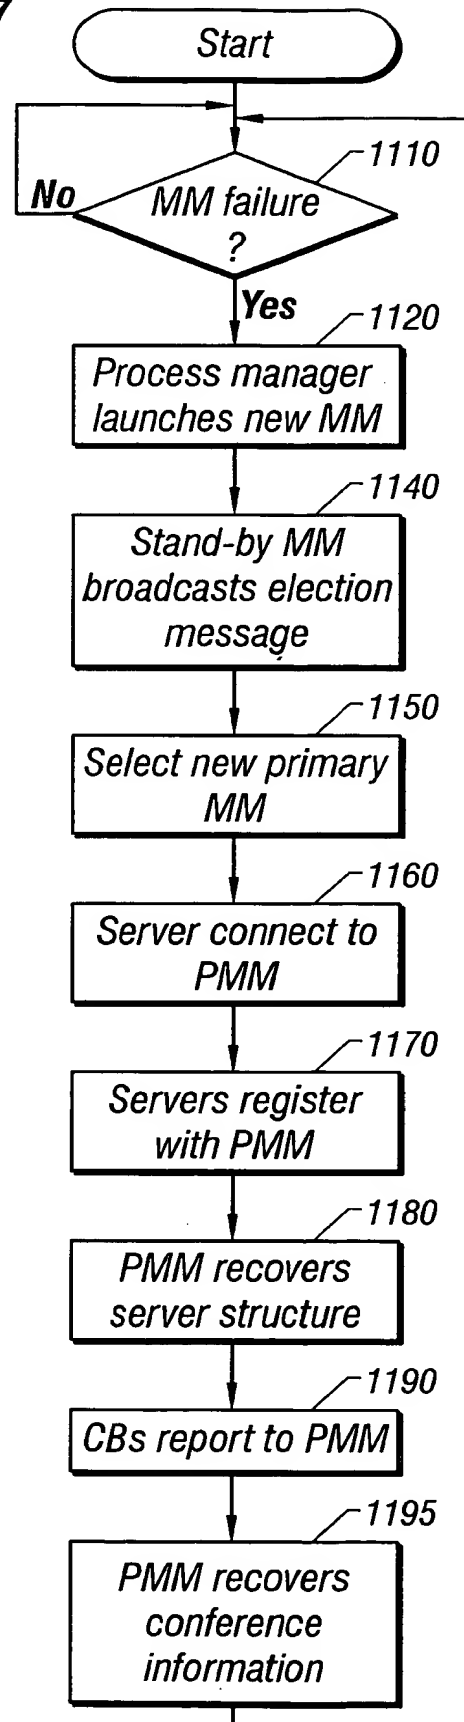 Start
1110
No
MM failure
?
Yes
1120
Process manager
launches new MM
1140
Stand-by MM
broadcasts election
message
1150
Select new primary
MM
1160
Server connect to
PMM
1170
Servers register
with PMM
1180
PMM recovers
server structure
1190
CBs report to PMM
1195
PMM recovers
conference
information